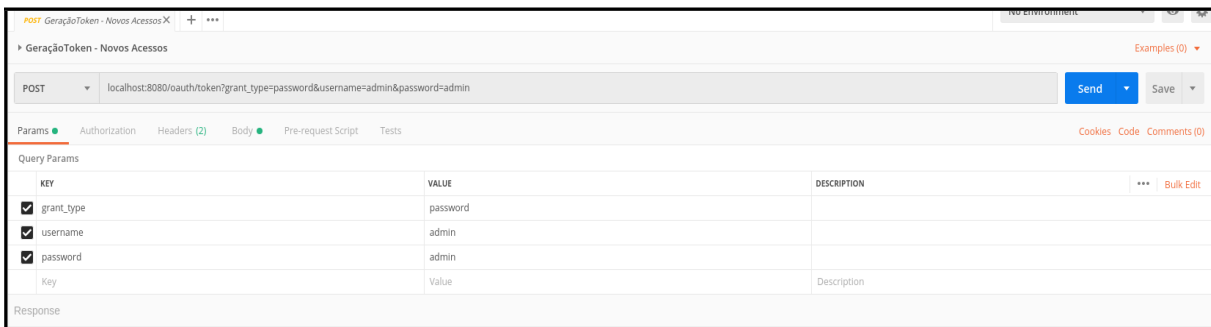 POST GeraçãoToken - Novos Acessos X + •••
No Environment
GeraçãoToken - Novos Acessos
Examples (0)
POST localhost:8080/oauth/token?grant_type=password&username=admin&password=admin Send Save
Params Authorization Headers (2) Body Pre-request Script Tests Cookies Code Comments (0)
Query Params
KEY VALUE DESCRIPTION ••• Bulk Edit
grant_type password
username admin
password admin
Key Value Description
Response